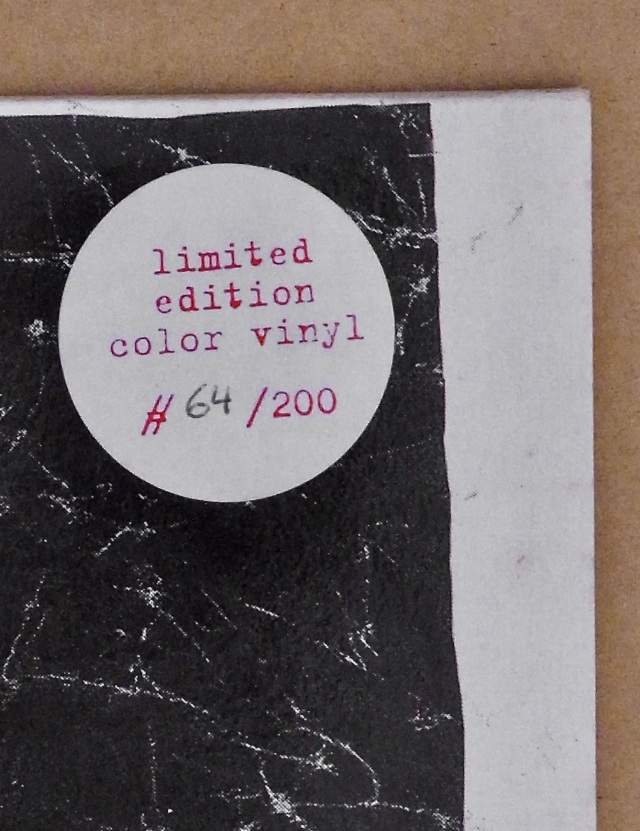 limited
edition
color vinyl
# 64 /200